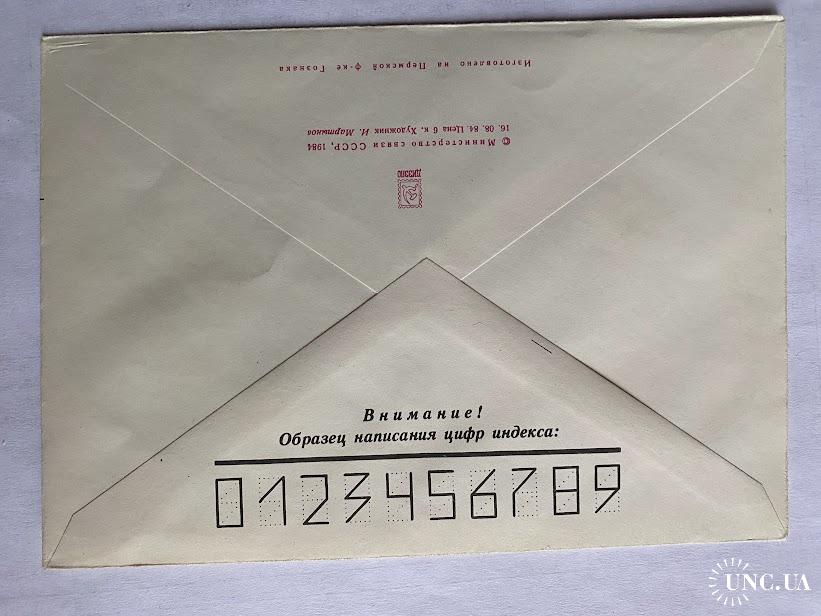 Изготовлено на Пермской ф-ке Гознака
16. 08. 84. Цена 6 к. Художник И. Мартынов
© Министерство связи СССР, 1984
ДИЭЗПО
Внимание!
Образец написания цифр индекса:
0123456789
UNC.UA